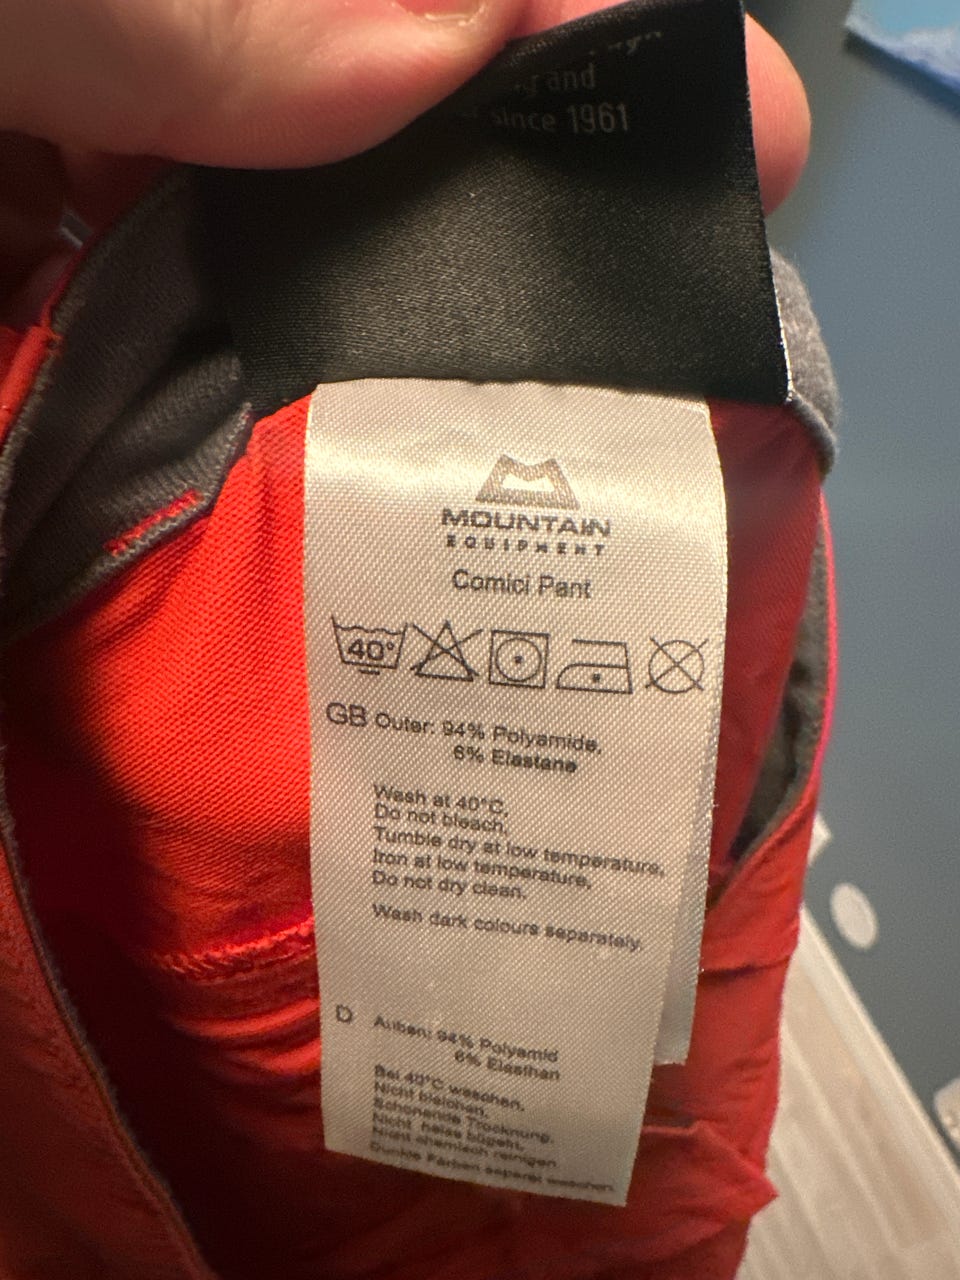 and
since 1961
MOUNTAIN
EQUIPMENT
Comici Pant
40°
GB Outer: 94% Polyamide,
6% Elastane
Wash at 40°C,
Do not bleach,
Tumble dry at low temperature,
Iron at low temperature,
Do not dry clean.
Wash dark colours separately.
D Außen: 94% Polyamid
6% Elasthan
Bei 40°C waschen,
Nicht bleichen,
Schonende Trocknung,
Nicht heiss bügeln,
Nicht chemisch reinigen
Dunkle Farben separat waschen.